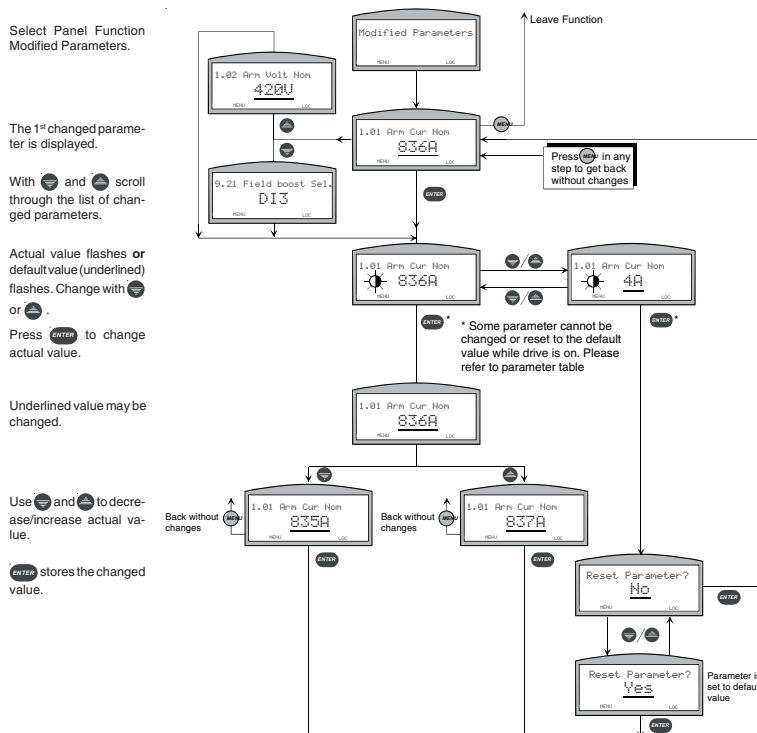 Select Panel Function
Modified Parameters.
The 1st changed parame-
ter is displayed.
With and scroll
through the list of chan-
ged parameters.
Actual value flashes or
default value (underlined)
flashes. Change with
or .
Press ENTER to change
actual value.
Underlined value may be
changed.
Use and to decre-
ase/increase actual va-
lue.
ENTER stores the changed
value.
Modified Parameters
MENU LOC
Leave Function
1.02 Arm Volt Nom
420V
MENU LOC
1.01 Arm Cur Nom
836A
MENU LOC
MENU
Press MENU in any
step to get back
without changes
9.21 Field boost Sel.
DI3
MENU LOC
ENTER
1.01 Arm Cur Nom
836A
MENU LOC
/
/
1.01 Arm Cur Nom
4A
MENU LOC
ENTER *
ENTER *
* Some parameter cannot be
changed or reset to the default
value while drive is on. Please
refer to parameter table
1.01 Arm Cur Nom
836A
MENU LOC
Back without
changes
MENU
1.01 Arm Cur Nom
835A
MENU LOC
ENTER
Back without
changes
MENU
1.01 Arm Cur Nom
837A
MENU LOC
ENTER
Reset Parameter?
No
MENU LOC
ENTER
/
Reset Parameter?
Yes
MENU LOC
Parameter is
set to defau
value
ENTER